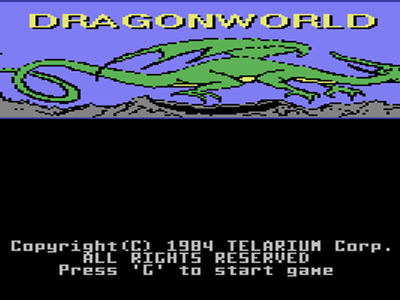 DRAGONWORLD
Copyright(C) 1984 TELARIUM Corp.
ALL RIGHTS RESERVED
Press 'G' to start game